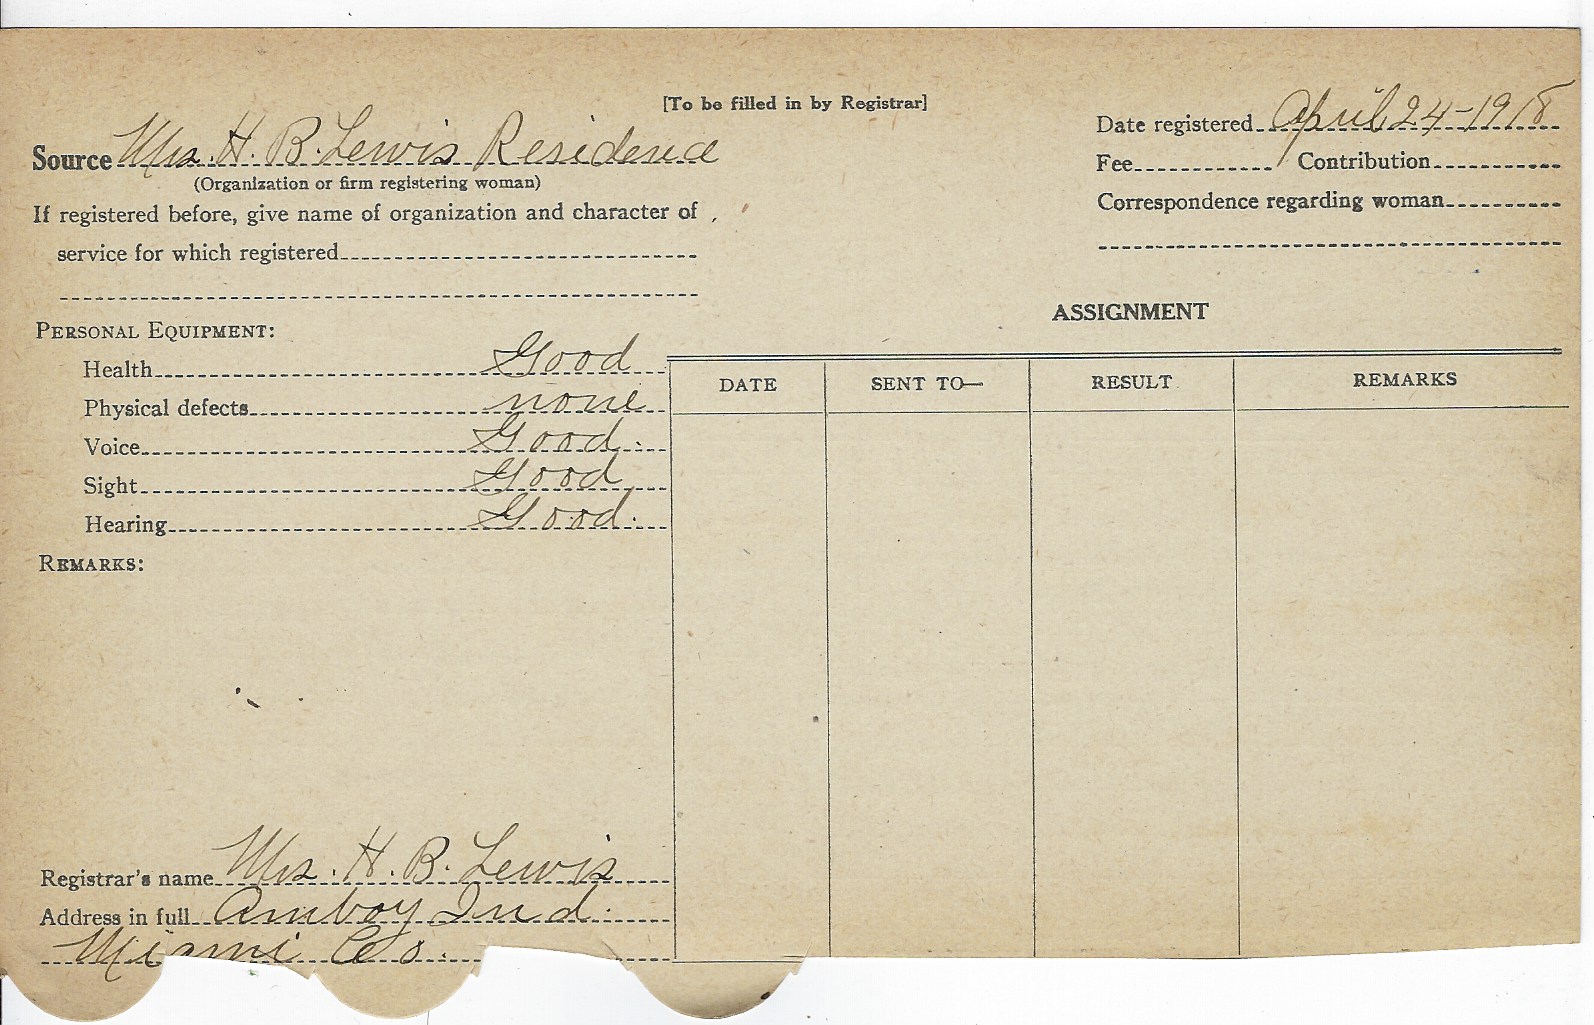 [To be filled in by Registrar]
Source Mrs. H. B. Lewis Residence
(Organization or firm registering woman)
If registered before, give name of organization and character of
service for which registered
Date registered April 24-1918
Fee Contribution
Correspondence regarding woman
PERSONAL EQUIPMENT:
Health Good
Physical defects none
Voice Good.
Sight Good
Hearing Good.
REMARKS:
ASSIGNMENT
DATE SENT TO— RESULT REMARKS
Registrar's name Mrs. H. B. Lewis
Address in full Amboy Ind.
Miami Co.